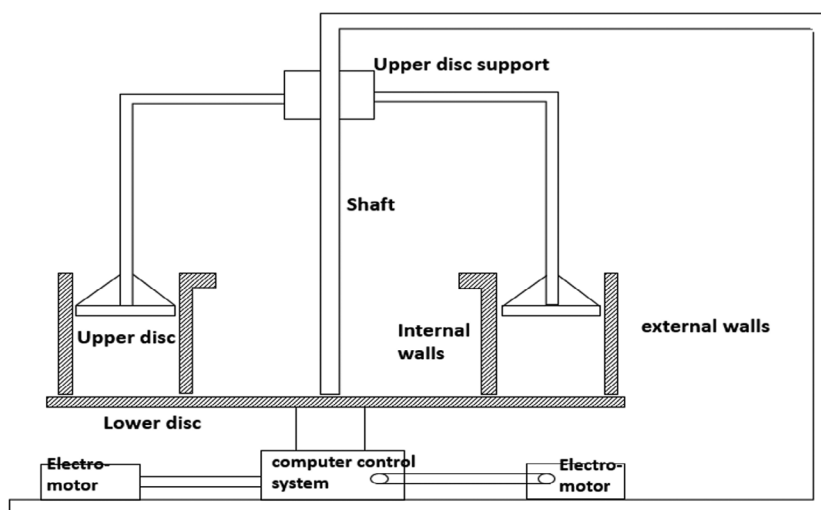 Upper disc support
Shaft
Upper disc
Internal
walls
external walls
Lower disc
Electro-
motor
computer control
system
Electro-
motor